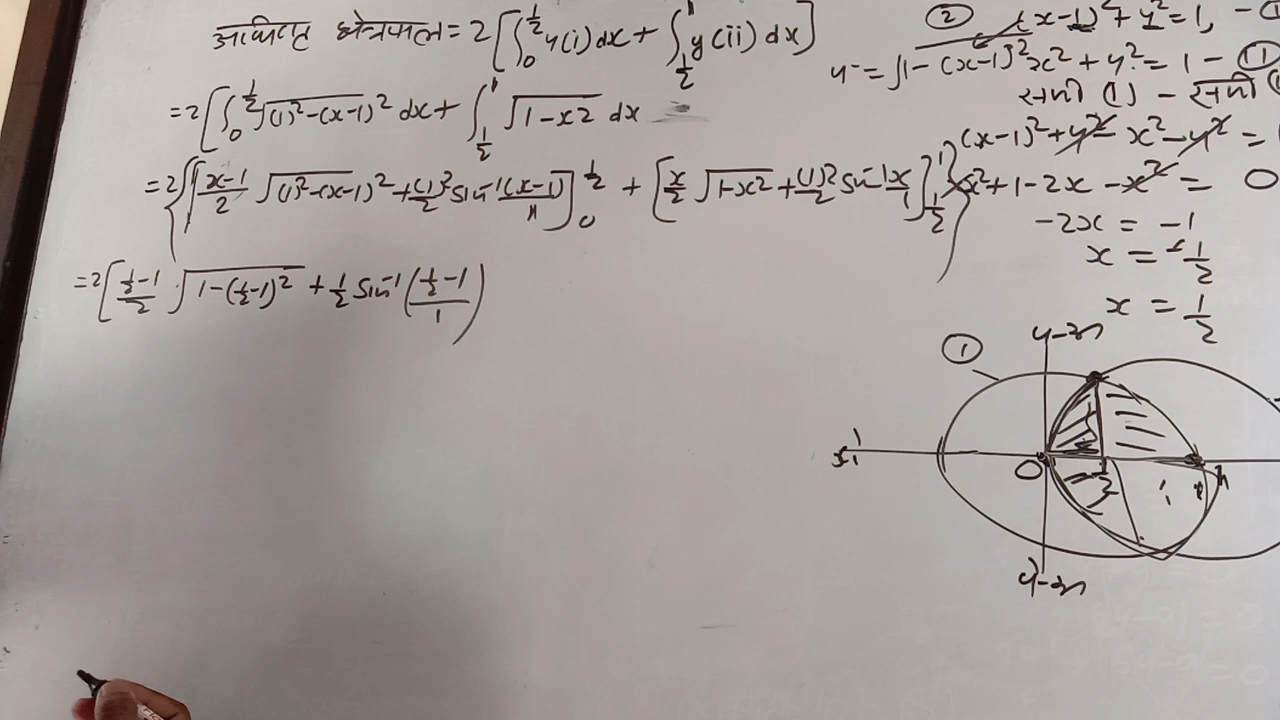 अभीष्ट क्षेत्रफल = 2[∫₀^½ y(i) dx + ∫_½^1 y(ii) dx]
= 2[∫₀^½ √(1)²-(x-1)² dx + ∫_½^1 √1-x2 dx
= 2{[x-1/2 √(1)²-(x-1)² + (1)²/2 sin⁻¹(x-1)/1]₀^½ + [x/2 √1-x² + (1)²/2 sin⁻¹ x/1]_½^1}
= 2[½-1/2 √1-(½-1)² + ½ sin⁻¹(½-1/1)
② (x-1)² + y² = 1, -
y = √1-(x-1)² x² + y² = 1 - 11
(1) -
(x-1)² + y² - x² - y² =
x² + 1 - 2x - x² = 0
-2x = -1
x = 1/2
x = 1/2
①
O